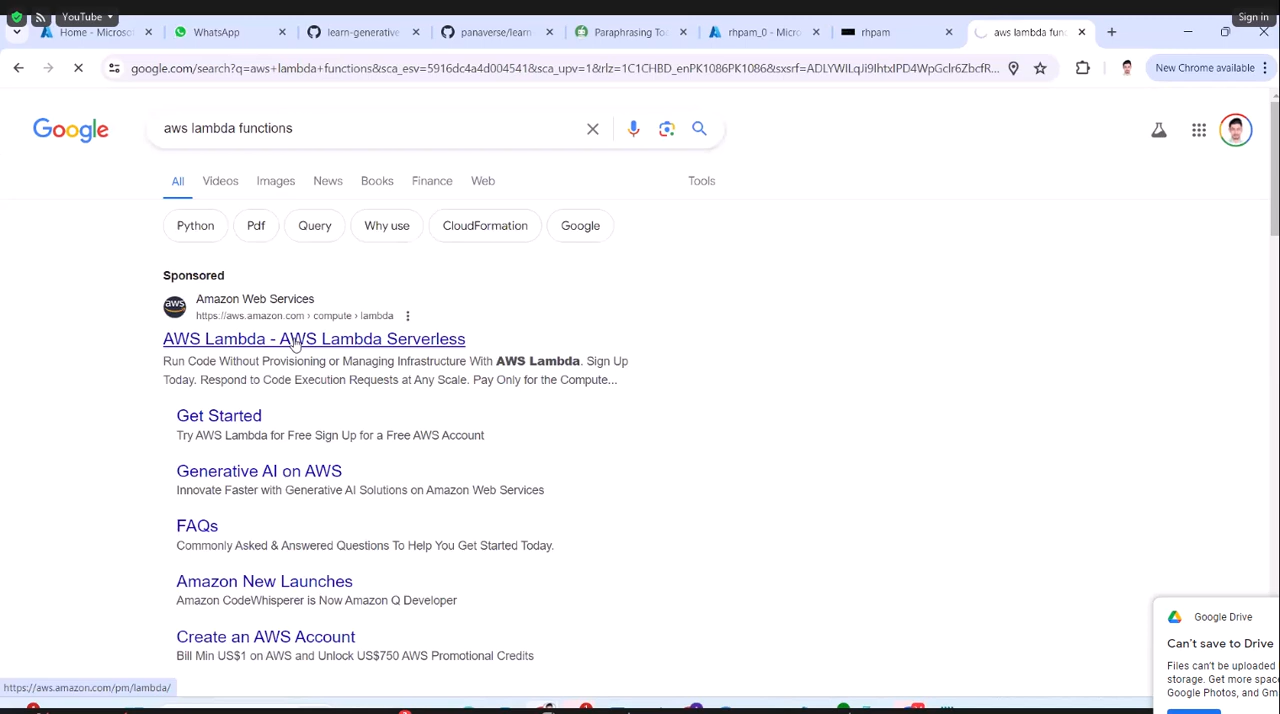 YouTube
Sign in
Home - Micros
WhatsApp
learn-generative
panaverse/learn
Paraphrasing Too
rhpam_0 - Micro
rhpam
aws lambda func
google.com/search?q=aws+lambda+functions&sca_esv=5916dc4a4d004541&sca_upv=1&rlz=1C1CHBD_enPK1086PK1086&sxsrf=ADLYWILqJi9IhtxIPD4WpGclr6ZbcfR...
New Chrome available
Google
aws lambda functions
All
Videos
Images
News
Books
Finance
Web
Tools
Python
Pdf
Query
Why use
CloudFormation
Google
Sponsored
aws
Amazon Web Services
https://aws.amazon.com › compute › lambda
AWS Lambda - AWS Lambda Serverless
Run Code Without Provisioning or Managing Infrastructure With AWS Lambda. Sign Up
Today. Respond to Code Execution Requests at Any Scale. Pay Only for the Compute...
Get Started
Try AWS Lambda for Free Sign Up for a Free AWS Account
Generative AI on AWS
Innovate Faster with Generative AI Solutions on Amazon Web Services
FAQs
Commonly Asked & Answered Questions To Help You Get Started Today.
Amazon New Launches
Amazon CodeWhisperer is Now Amazon Q Developer
Create an AWS Account
Bill Min US$1 on AWS and Unlock US$750 AWS Promotional Credits
Google Drive
Can't save to Drive
Files can't be uploaded
storage. Get more space
Google Photos, and Gm
https://aws.amazon.com/pm/lambda/